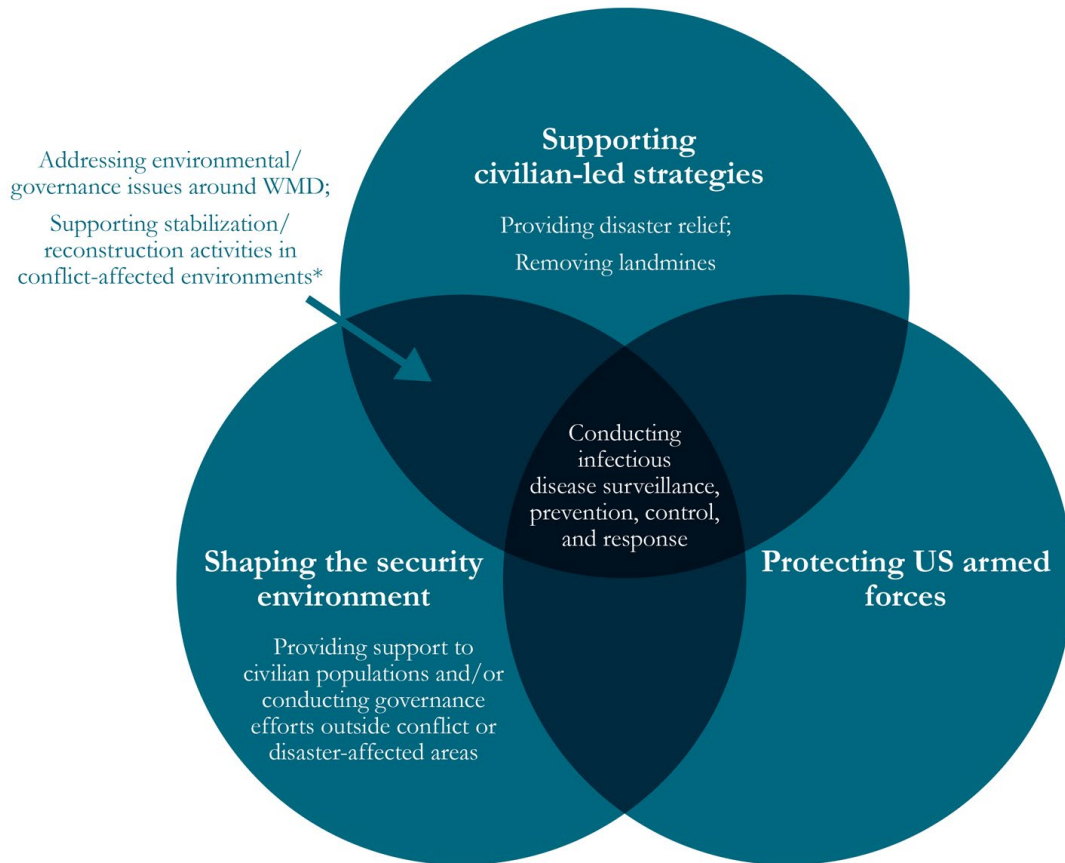 Supporting
civilian-led strategies
Providing disaster relief;
Removing landmines
Addressing environmental/
governance issues around WMD;
Supporting stabilization/
reconstruction activities in
conflict-affected environments*
Conducting
infectious
disease surveillance,
prevention, control,
and response
Shaping the security
environment
Providing support to
civilian populations and/or
conducting governance
efforts outside conflict or
disaster-affected areas
Protecting US armed
forces